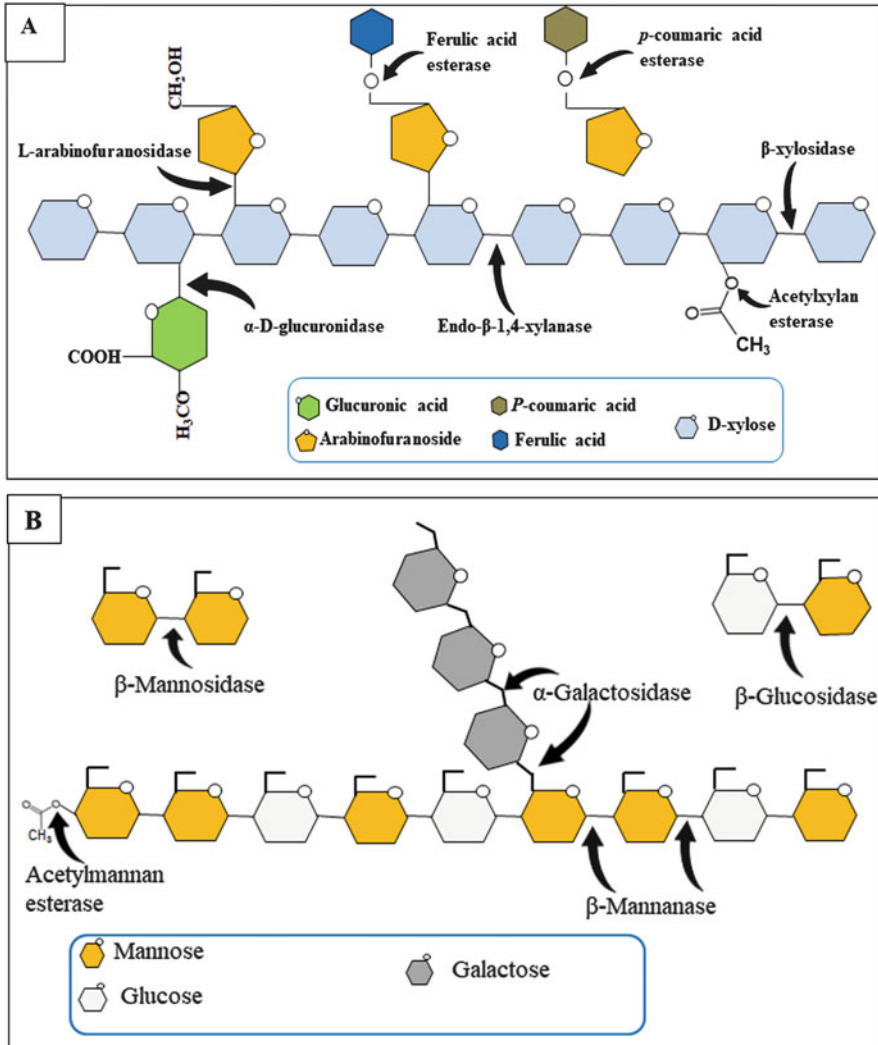 A
CH₂OH
Ferulic acid
esterase
p-coumaric acid
esterase
L-arabinofuranosidase
β-xylosidase
α-D-glucuronidase
Endo-β-1,4-xylanase
O
Acetylxylan
esterase
CH₃
COOH
H₃CO
Glucuronic acid
P-coumaric acid
D-xylose
Arabinofuranoside
Ferulic acid
B
β-Mannosidase
α-Galactosidase
β-Glucosidase
O
O
CH₃
Acetylmannan
esterase
β-Mannanase
Mannose
Galactose
Glucose